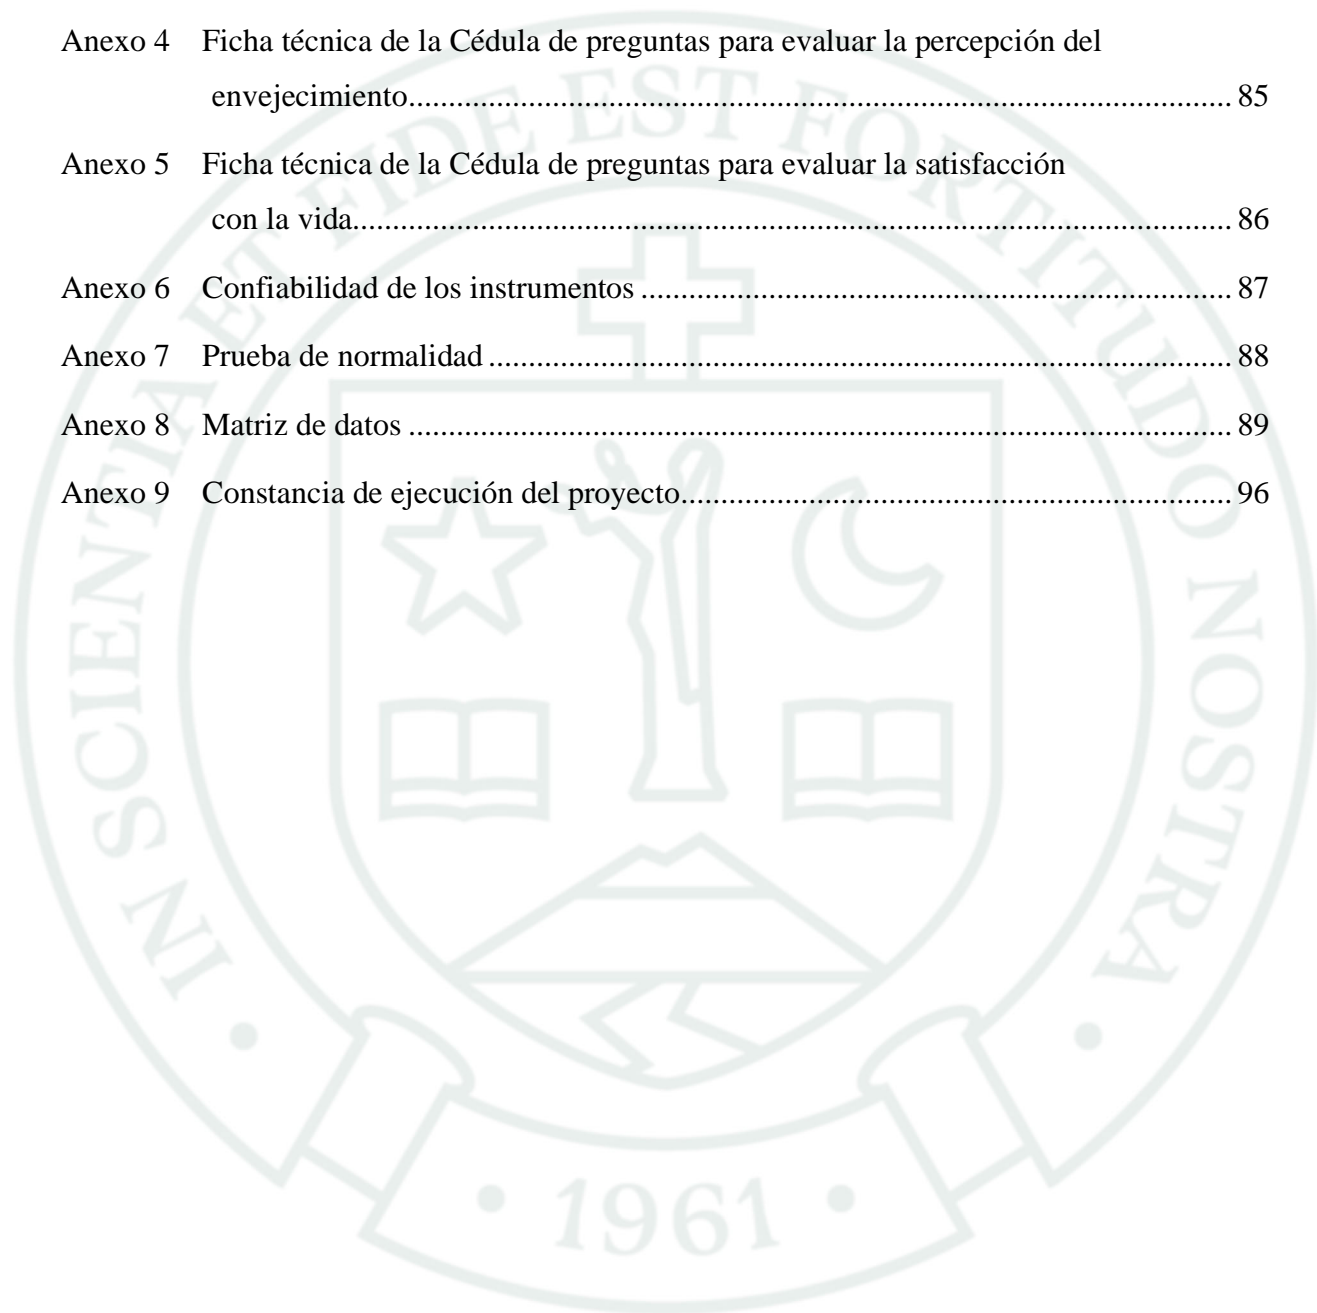 Anexo 4 Ficha técnica de la Cédula de preguntas para evaluar la percepción del
envejecimiento........................................................................................................ 85
Anexo 5 Ficha técnica de la Cédula de preguntas para evaluar la satisfacción
con la vida............................................................................................................... 86
Anexo 6 Confiabilidad de los instrumentos ........................................................................... 87
Anexo 7 Prueba de normalidad .............................................................................................. 88
Anexo 8 Matriz de datos ........................................................................................................ 89
Anexo 9 Constancia de ejecución del proyecto...................................................................... 96
IN SCIENTIA ET FIDE EST FORTITUDO NOSTRA
• 1961 •